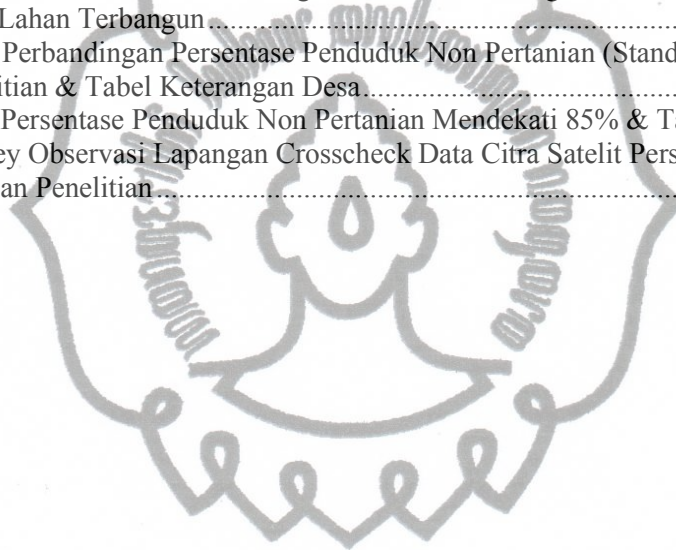 Lahan Terbangun
Perbandingan Persentase Penduduk Non Pertanian (Stand
itian & Tabel Keterangan Desa
Persentase Penduduk Non Pertanian Mendekati 85% & Ta
ey Observasi Lapangan Crosscheck Data Citra Satelit Pers
an Penelitian